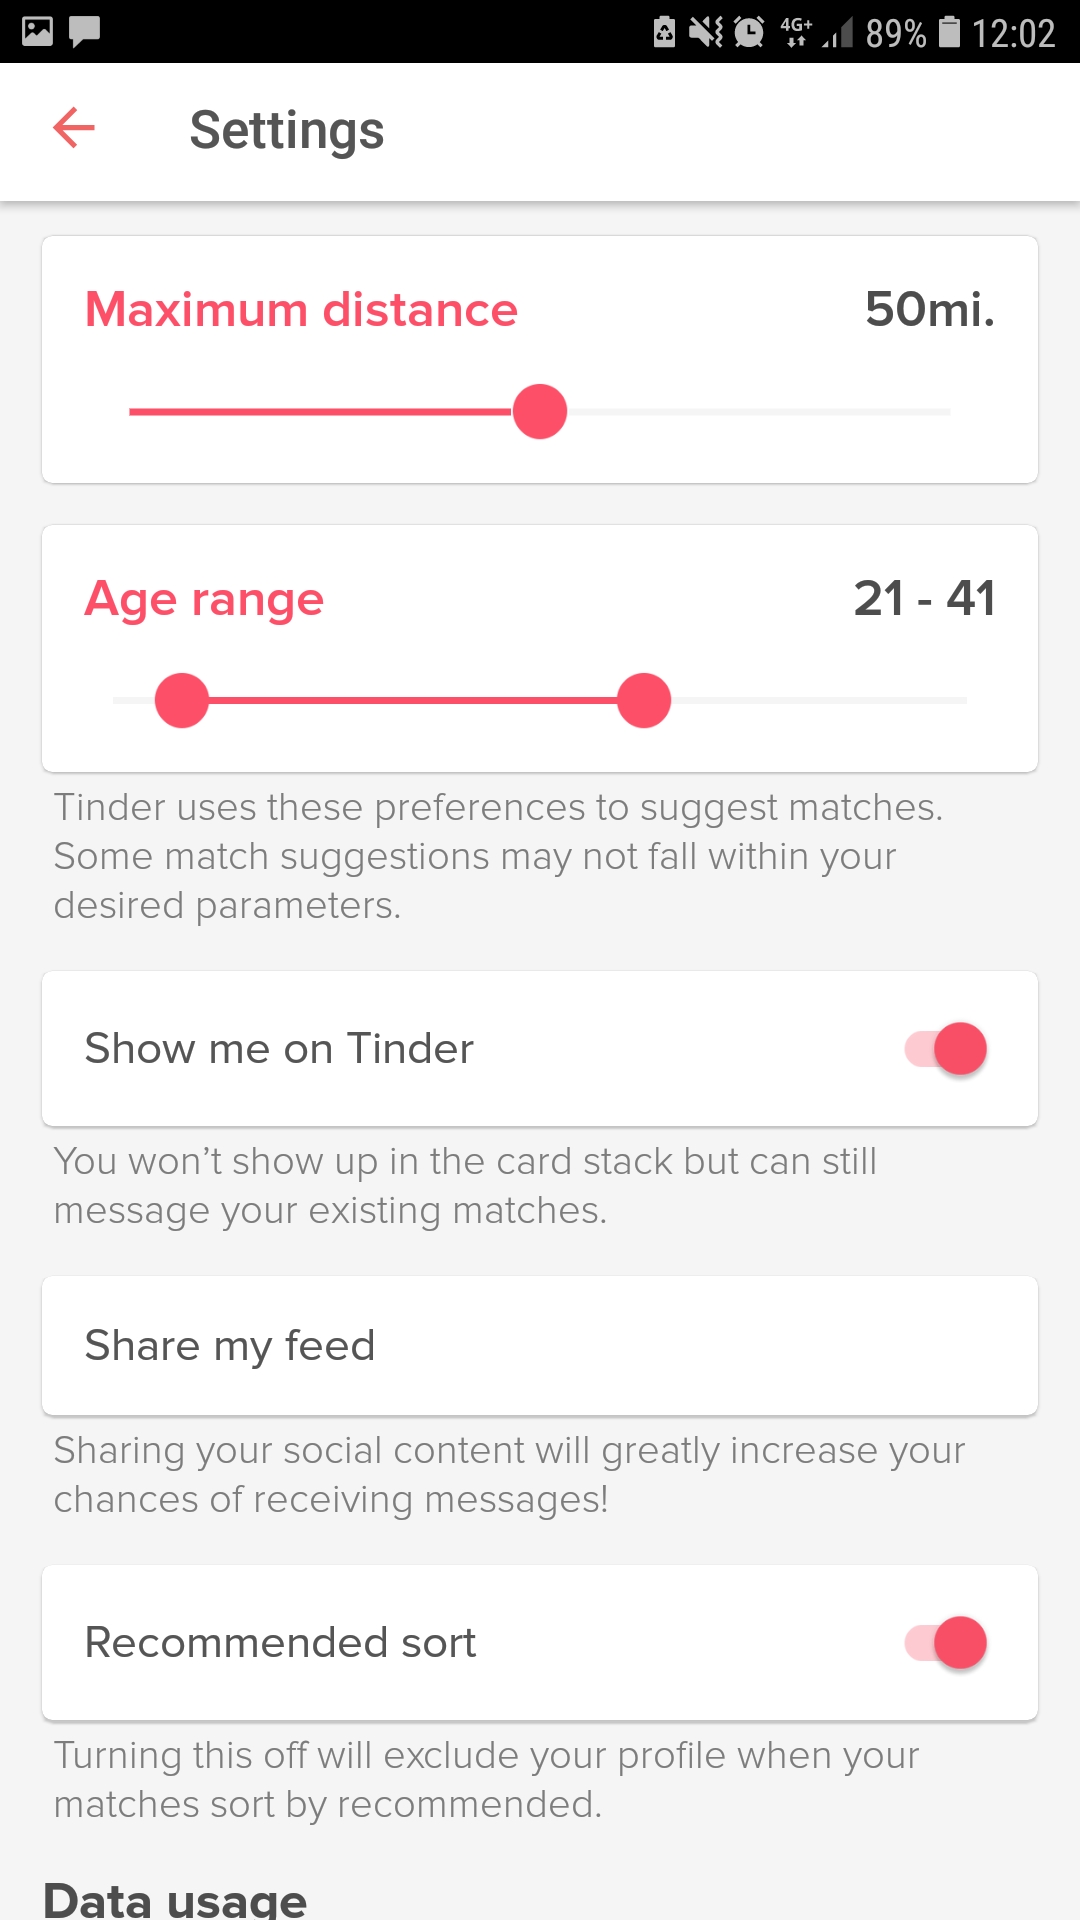 4G+ 89% 12:02
Settings
Maximum distance 50mi.
Age range 21 - 41
Tinder uses these preferences to suggest matches.
Some match suggestions may not fall within your
desired parameters.
Show me on Tinder
You won’t show up in the card stack but can still
message your existing matches.
Share my feed
Sharing your social content will greatly increase your
chances of receiving messages!
Recommended sort
Turning this off will exclude your profile when your
matches sort by recommended.
Data usage